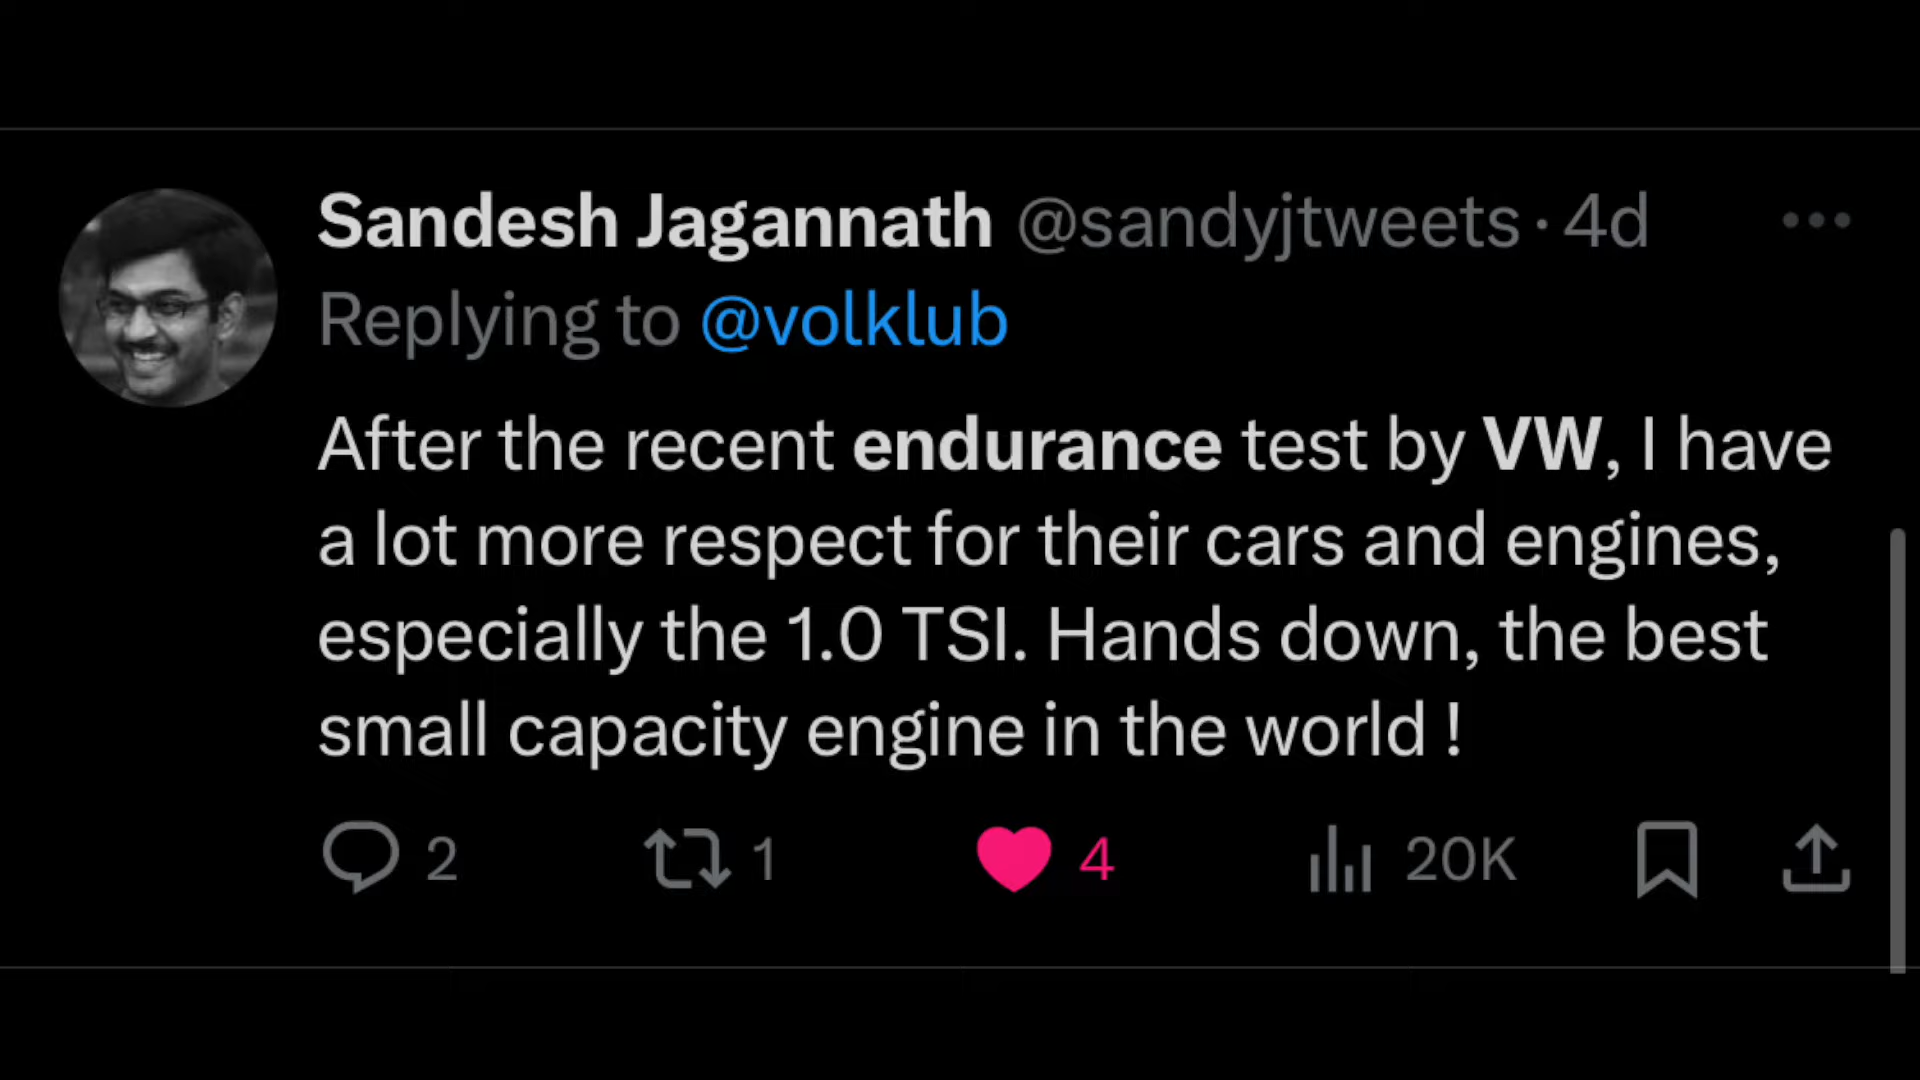 Sandesh Jagannath @sandyjtweets · 4d
Replying to @volklub
After the recent endurance test by VW, I have
a lot more respect for their cars and engines,
especially the 1.0 TSI. Hands down, the best
small capacity engine in the world !
2 1 4 20K